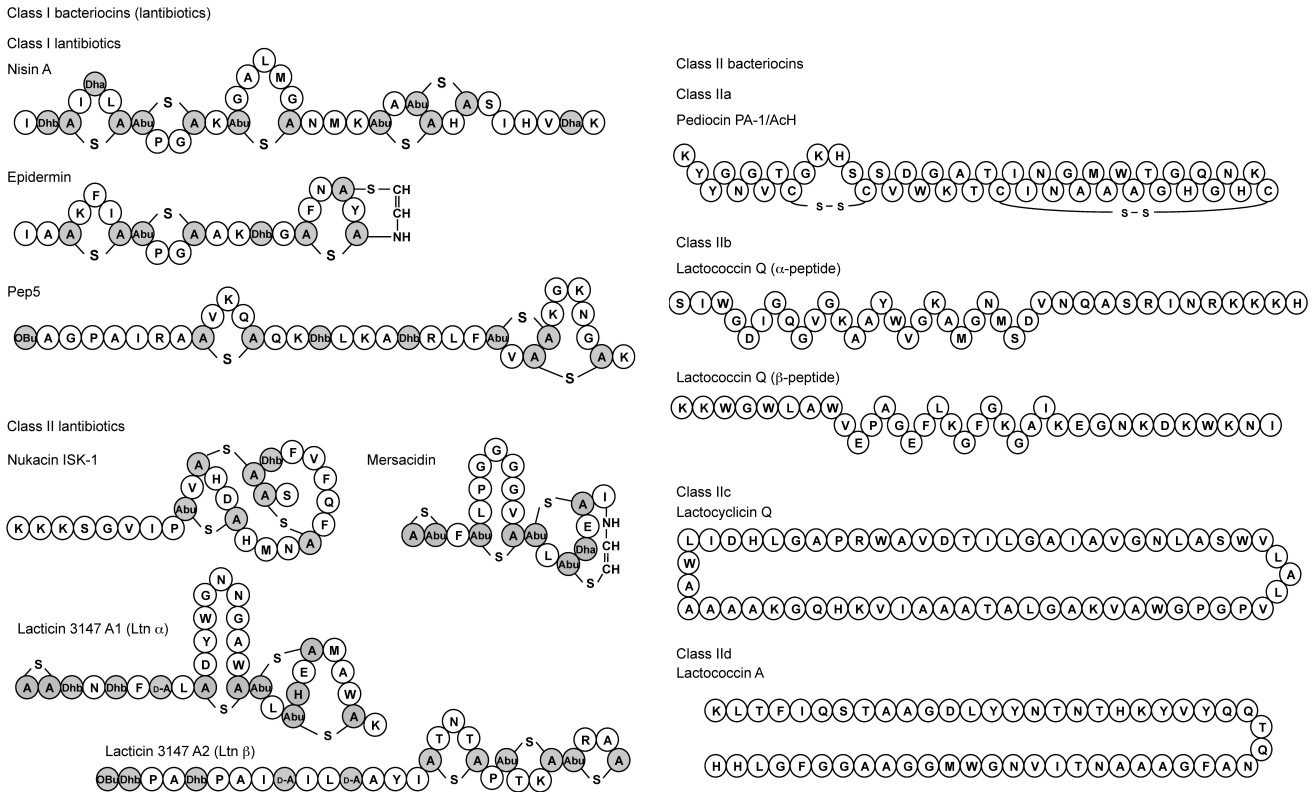 Class I bacteriocins (lantibiotics)
Class I lantibiotics
Nisin A
I Dhb A I Dha L A Abu P G A K Abu G A L M G A N M K Abu A Abu A H A S I H V Dha K
S S S S S
Epidermin
I A A K F I A Abu P G A A K Dhb G A F N A Y A
S S S S CH CH NH
Pep5
OBu A G P A I R A A V K Q A Q K Dhb L K A Dhb R L F Abu V A A K G K N G A K
S S S
Class II lantibiotics
Nukacin ISK-1
K K K S G V I P Abu V A H D A H M N A F Q F V F Dhb A A S
S S S
Mersacidin
A Abu F Abu L P G G G G V A Abu L Abu Dha E A I
S S S S NH CH CH
Lacticin 3147 A1 (Ltn α)
A A Dhb N Dhb F D-A L A D Y W G N N G A W A Abu L Abu H E A M A W A K
S S S S
Lacticin 3147 A2 (Ltn β)
OBu Dhb P A Dhb P A I D-A I L D-A A Y I A T N T A P Abu T K A Abu R A A
S S S
Class II bacteriocins
Class IIa
Pediocin PA-1/AcH
K Y Y G N G V T C G K H S C S V D W G K A T T C I I N N G A M A W A T G G H Q G N H K C
S – S S – S
Class IIb
Lactococcin Q (α-peptide)
S I W G D I G Q G V G K A A Y W V G K A M G N M S D V N Q A S R I N R K K K K H
Lactococcin Q (β-peptide)
K K W G W L A W V E P A G E F L K G F G K G A I K E G N K D K W K N I
Class IIc
Lactocyclicin Q
L I D H L G A P R W A V D T I L G A I A V G N L A S W V
W L
A A
L
A A A A K G Q H K V I A A A T A L G A K V A W G P G P V
Class IId
Lactococcin A
K L T F I Q S T A A G D L Y Y N T N T H K Y V Y Q Q
T
Q
H H L G F G G A A G G M W G N V I T N A A A G F A N